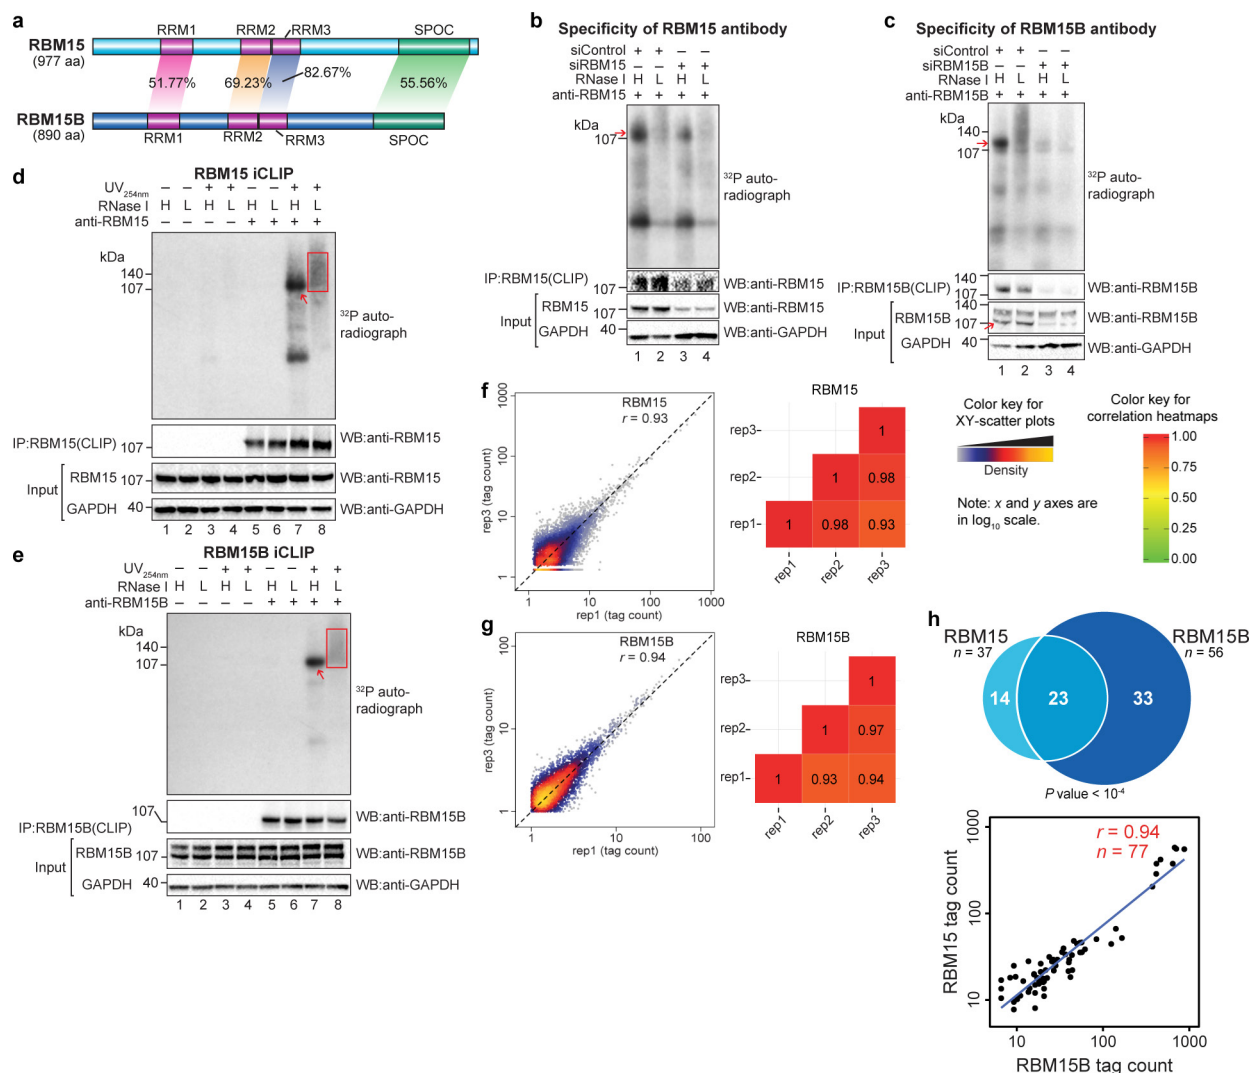 a
RRM1 RRM2 RRM3 SPOC
RBM15
(977 aa)
51.77% 69.23% 82.67% 55.56%
RBM15B
(890 aa)
RRM1 RRM2 RRM3 SPOC
b
Specificity of RBM15 antibody
siControl + + – –
siRBM15 – – + +
RNase I H L H L
anti-RBM15 + + + +
kDa
107
32P auto-
radiograph
IP:RBM15(CLIP) 107 WB:anti-RBM15
Input
RBM15 107 WB:anti-RBM15
GAPDH 40 WB:anti-GAPDH
1 2 3 4
c
Specificity of RBM15B antibody
siControl + + – –
siRBM15B – – + +
RNase I H L H L
anti-RBM15B + + + +
kDa
140
107
32P auto-
radiograph
140
IP:RBM15B(CLIP) 107 WB:anti-RBM15B
140
Input
RBM15B 107 WB:anti-RBM15B
40
GAPDH WB:anti-GAPDH
1 2 3 4
d
RBM15 iCLIP
UV254nm – – + + – – + +
RNase I H L H L H L H L
anti-RBM15 – – – – + + + +
kDa
140
107
32P auto-
radiograph
IP:RBM15(CLIP) 107 WB:anti-RBM15
Input
RBM15 107 WB:anti-RBM15
GAPDH 40 WB:anti-GAPDH
1 2 3 4 5 6 7 8
e
RBM15B iCLIP
UV254nm – – + + – – + +
RNase I H L H L H L H L
anti-RBM15B – – – – + + + +
kDa
140
107
32P auto-
radiograph
107 WB:anti-RBM15B
IP:RBM15B(CLIP)
Input
RBM15B 107 WB:anti-RBM15B
GAPDH 40 WB:anti-GAPDH
1 2 3 4 5 6 7 8
f
RBM15
r = 0.93
rep3 (tag count)
1000
100
10
1
1 10 100 1000
rep1 (tag count)
RBM15
rep3 1
rep2 1 0.98
rep1 1 0.98 0.93
rep1 rep2 rep3
Color key for
XY-scatter plots
Density
Note: x and y axes are
in log10 scale.
Color key for
correlation heatmaps
1.00
0.75
0.50
0.25
0.00
g
RBM15B
r = 0.94
rep3 (tag count)
100
10
1
1 10 100
rep1 (tag count)
RBM15B
rep3 1
rep2 1 0.97
rep1 1 0.93 0.94
rep1 rep2 rep3
h
RBM15
n = 37
RBM15B
n = 56
14 23 33
P value < 10-4
r = 0.94
n = 77
RBM15 tag count
1000
100
10
10 100 1000
RBM15B tag count